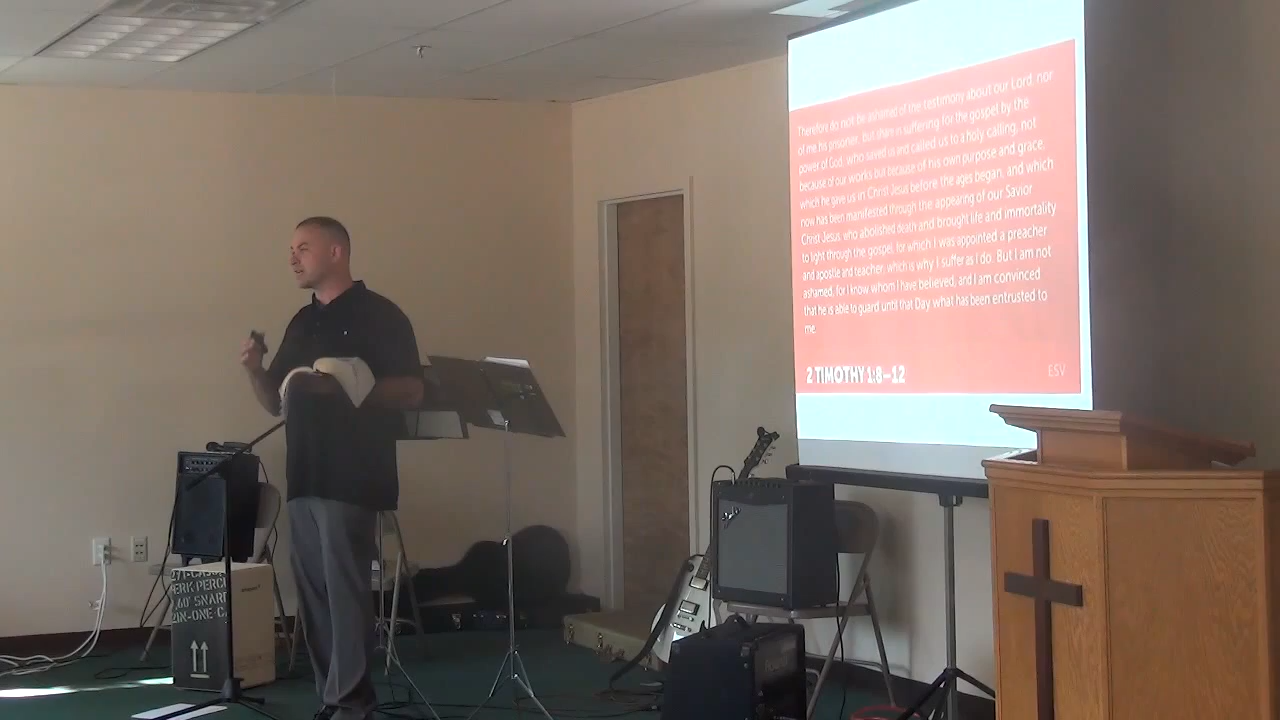 Therefore do not be ashamed of the testimony about our Lord, nor
of me his prisoner, but share in suffering for the gospel by the
power of God, who saved us and called us to a holy calling, not
because of our works but because of his own purpose and grace,
which he gave us in Christ Jesus before the ages began, and which
now has been manifested through the appearing of our Savior
Christ Jesus, who abolished death and brought life and immortality
to light through the gospel, for which I was appointed a preacher
and apostle and teacher, which is why I suffer as I do. But I am not
ashamed, for I know whom I have believed, and I am convinced
that he is able to guard until that Day what has been entrusted to
me.
2 TIMOTHY 1:8–12
ESV
Fender
ERK PERCU
IN-ONE CA